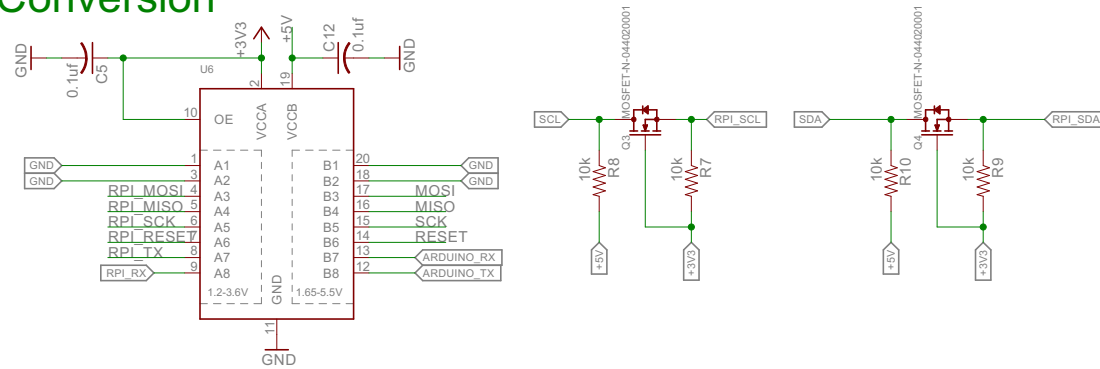 Conversion
GND
0.1uf
C5
+3V3
+5V
C12
0.1uf
GND
U6
2
19
VCCA
VCCB
10
OE
GND
1
A1
B1
20
GND
GND
3
A2
B2
18
GND
RPI_MOSI
4
A3
B3
17
MOSI
RPI_MISO
5
A4
B4
16
MISO
RPI_SCK
6
A5
B5
15
SCK
RPI_RESET
7
A6
B6
14
RESET
RPI_TX
8
A7
B7
13
ARDUINO_RX
RPI_RX
9
A8
B8
12
ARDUINO_TX
1.2-3.6V
GND
1.65-5.5V
11
GND
MOSFET-N-044020001
Q3
SCL
RPI_SCL
10k
R8
10k
R7
+5V
+3V3
MOSFET-N-044020001
Q4
SDA
RPI_SDA
10k
R10
10k
R9
+5V
+3V3